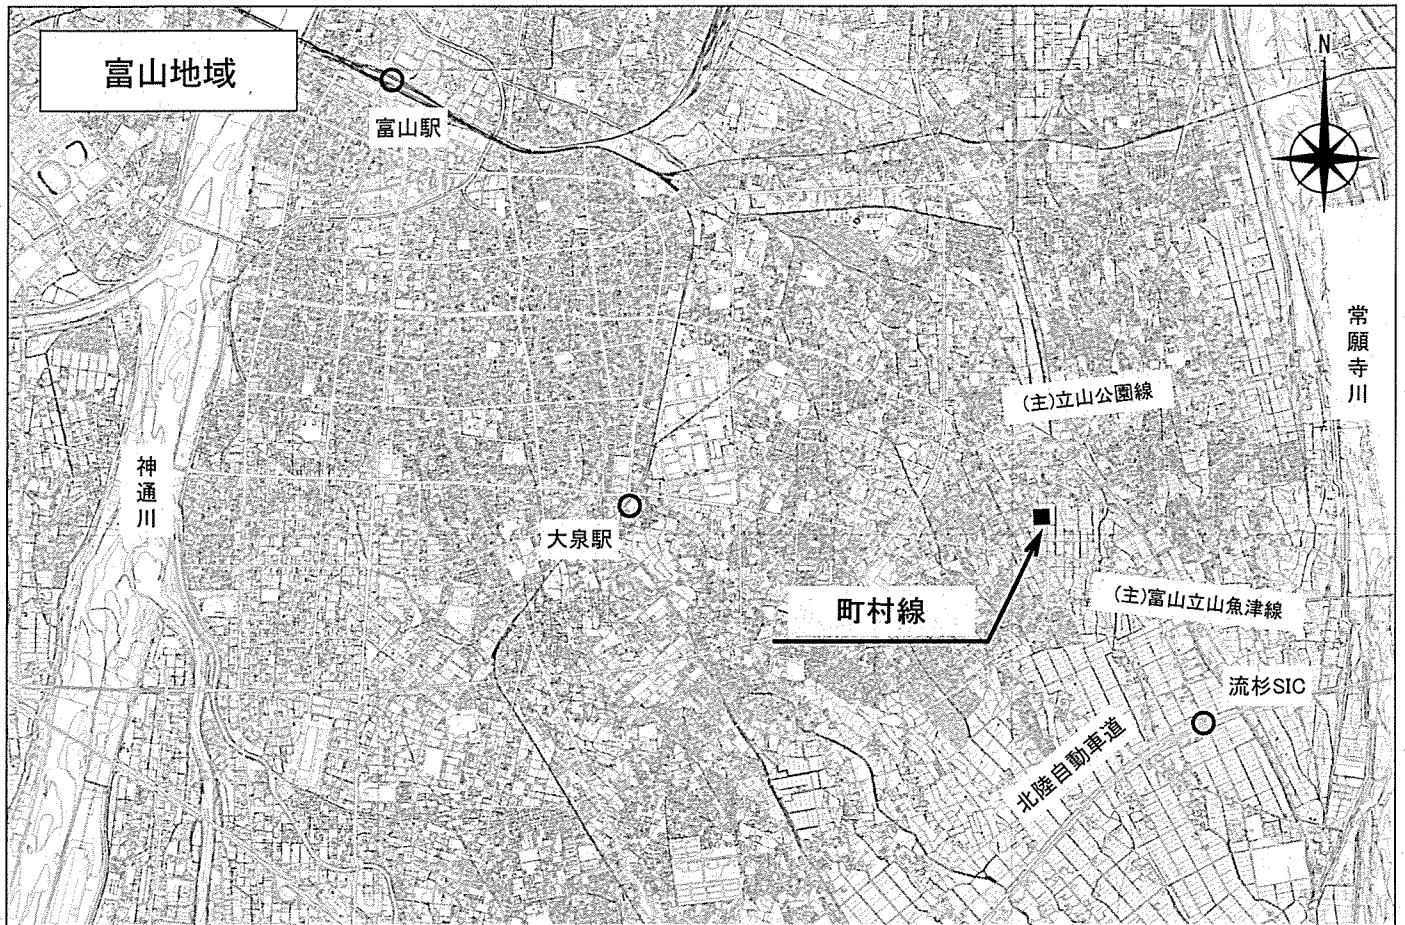 富山地域
N
富山駅
常願寺川
(主)立山公園線
神通川
大泉駅
町村線
(主)富山立山魚津線
流杉SIC
北陸自動車道